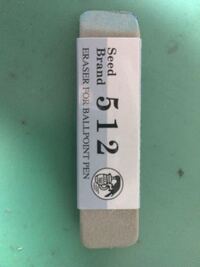 Seed
Brand 512
ERASER FOR BALLPOINT PEN